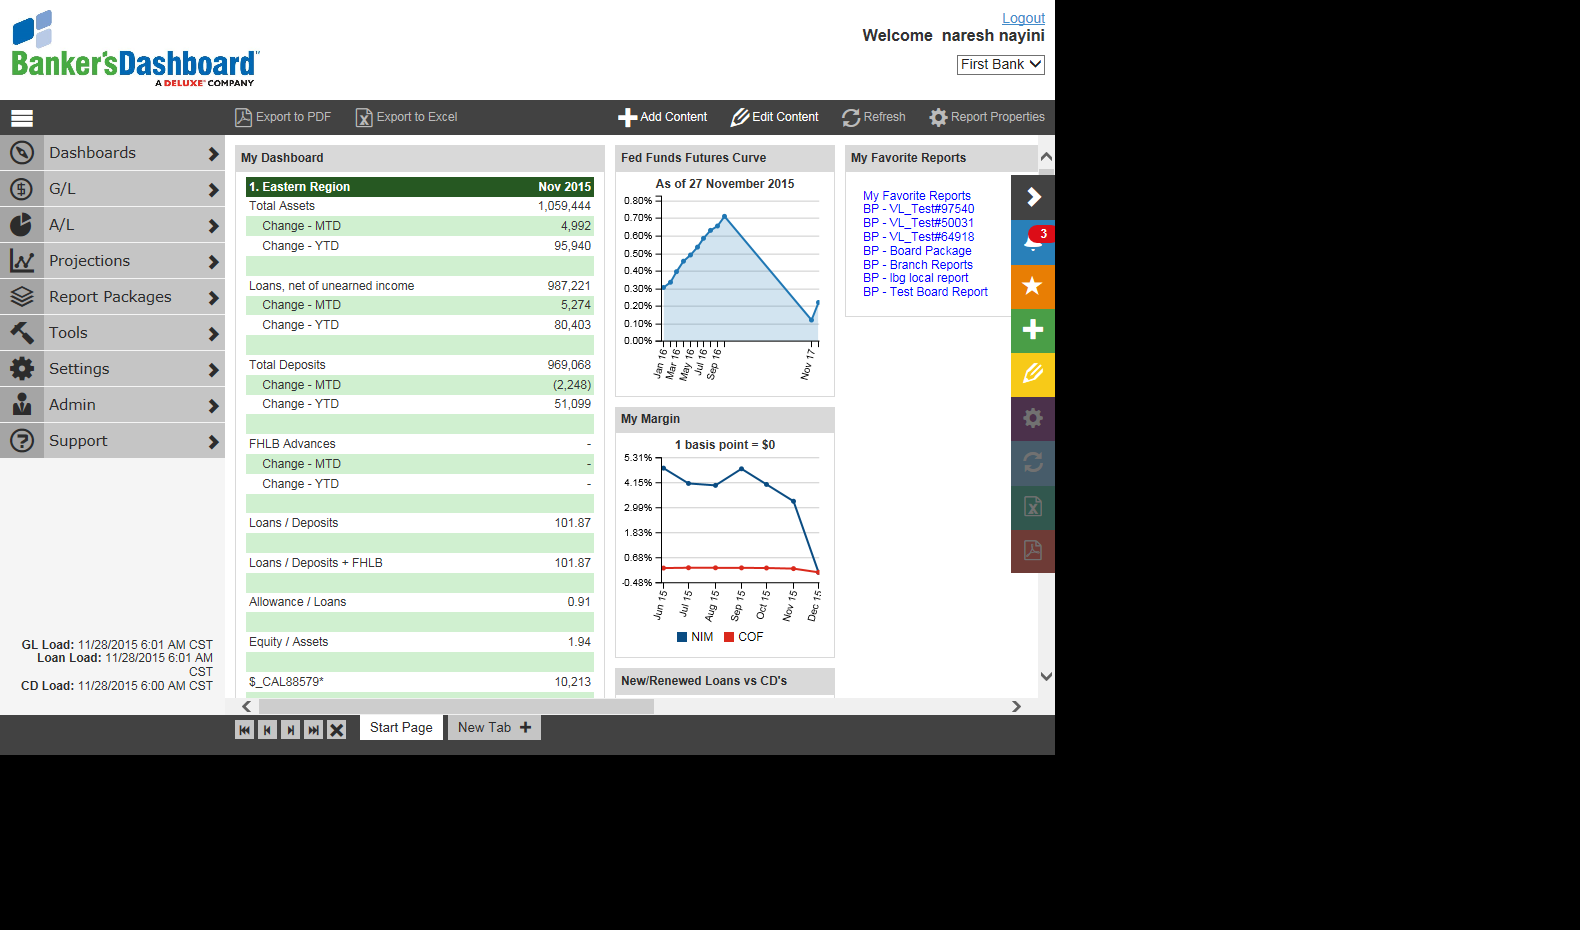 Logout
Welcome naresh nayini
Banker'sDashboard™
A DELUXE® COMPANY
First Bank
Export to PDF
Export to Excel
Add Content
Edit Content
Refresh
Report Properties
Dashboards
G/L
A/L
Projections
Report Packages
Tools
Settings
Admin
Support
GL Load: 11/28/2015 6:01 AM CST
Loan Load: 11/28/2015 6:01 AM
CST
CD Load: 11/28/2015 6:00 AM CST
My Dashboard
1. Eastern Region Nov 2015
Total Assets 1,059,444
Change - MTD 4,992
Change - YTD 95,940
Loans, net of unearned income 987,221
Change - MTD 5,274
Change - YTD 80,403
Total Deposits 969,068
Change - MTD (2,248)
Change - YTD 51,099
FHLB Advances -
Change - MTD -
Change - YTD -
Loans / Deposits 101.87
Loans / Deposits + FHLB 101.87
Allowance / Loans 0.91
Equity / Assets 1.94
$_CAL88579* 10,213
Fed Funds Futures Curve
As of 27 November 2015
0.80%
0.70%
0.60%
0.50%
0.40%
0.30%
0.20%
0.10%
0.00%
Jan 16
Mar 16
May 16
Jul 16
Sep 16
Nov 17
My Margin
1 basis point = $0
5.31%
4.15%
2.99%
1.83%
0.68%
-0.48%
Jun 15
Jul 15
Aug 15
Sep 15
Oct 15
Nov 15
Dec 15
NIM COF
New/Renewed Loans vs CD's
My Favorite Reports
My Favorite Reports
BP - VL_Test#97540
BP - VL_Test#50031
BP - VL_Test#64918
BP - Board Package
BP - Branch Reports
BP - lbg local report
BP - Test Board Report
3
Start Page
New Tab